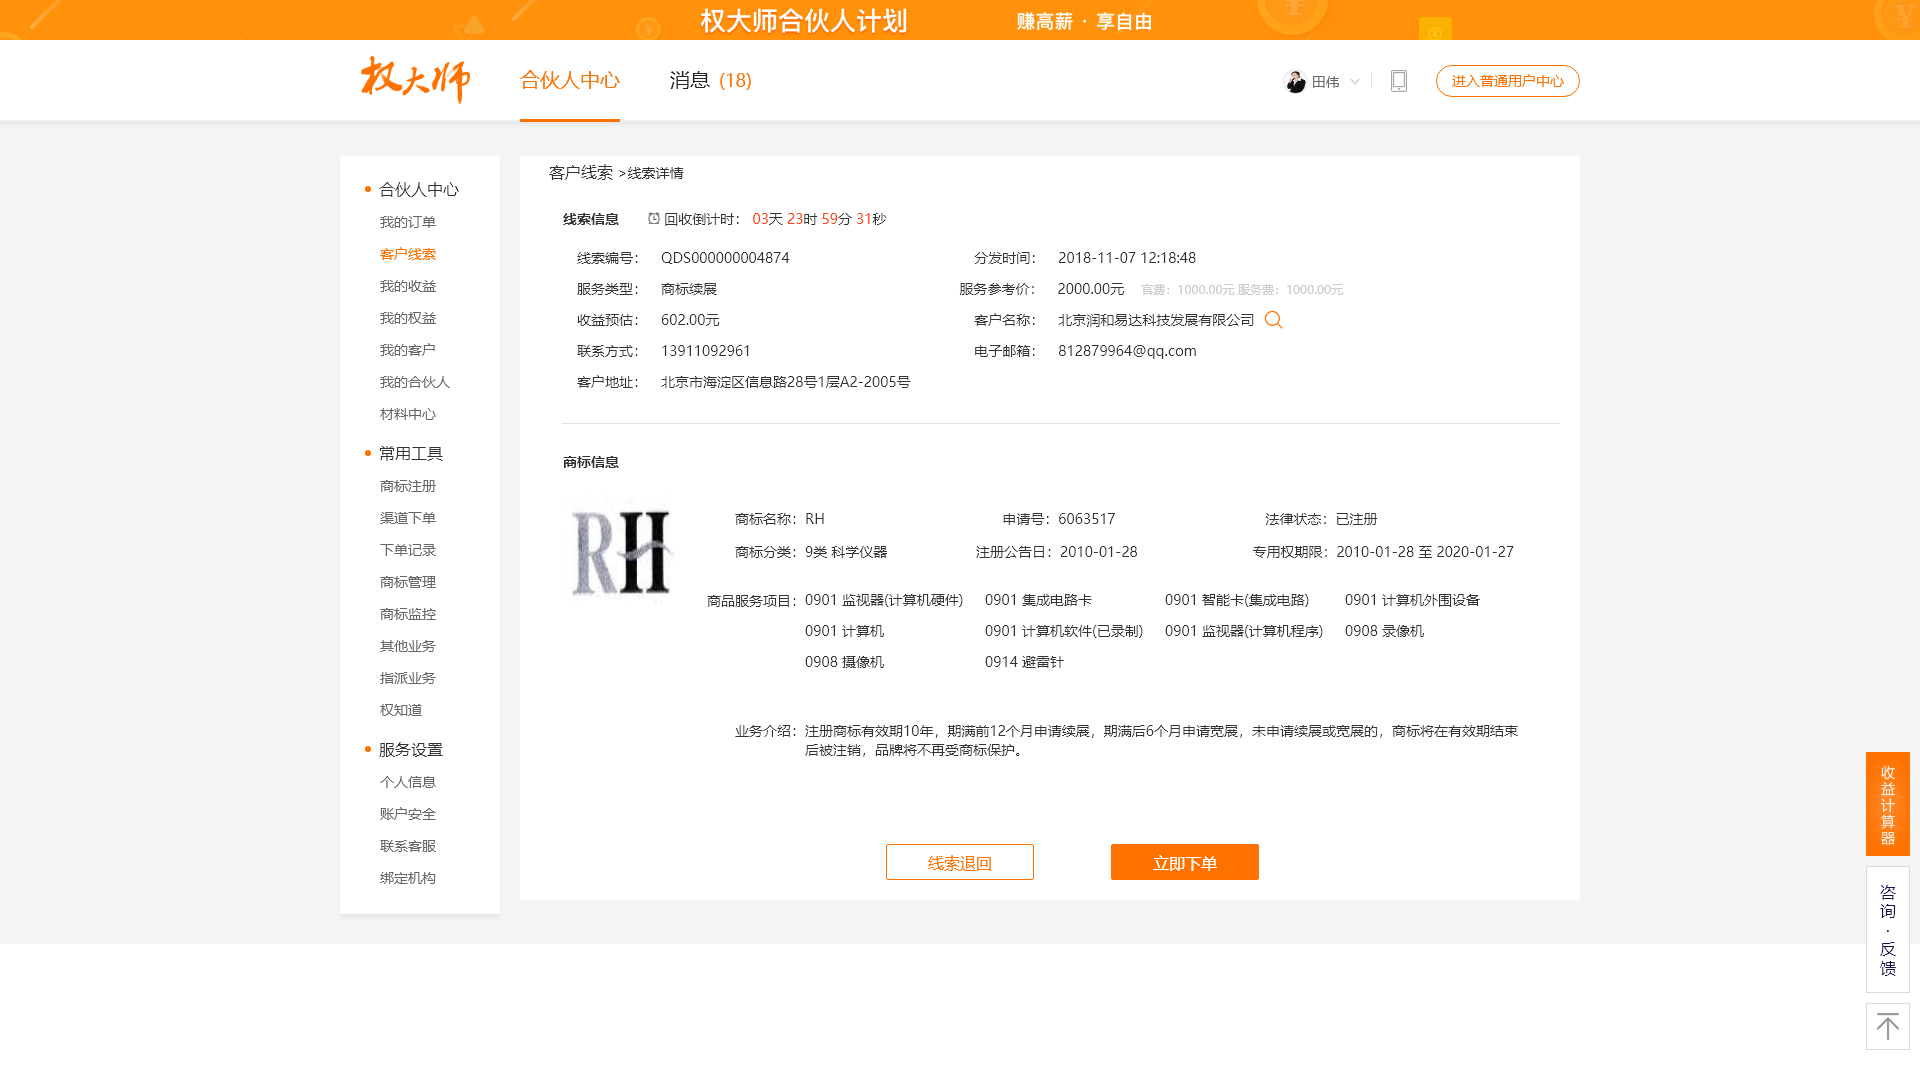 权大师合伙人计划 赚高薪 · 享自由
权大师 合伙人中心 消息 (18) 田伟 进入普通用户中心
合伙人中心
我的订单
客户线索
我的收益
我的权益
我的客户
我的合伙人
材料中心
常用工具
商标注册
渠道下单
下单记录
商标管理
商标监控
其他业务
指派业务
权知道
服务设置
个人信息
账户安全
联系客服
绑定机构
客户线索 >线索详情
线索信息 回收倒计时： 03天 23时 59分 31秒
线索编号： QDS000000004874 分发时间： 2018-11-07 12:18:48
服务类型： 商标续展 服务参考价： 2000.00元 官费：1000.00元 服务费：1000.00元
收益预估： 602.00元 客户名称： 北京润和易达科技发展有限公司
联系方式： 13911092961 电子邮箱： 812879964@qq.com
客户地址： 北京市海淀区信息路28号1层A2-2005号
商标信息
RH
商标名称：RH 申请号：6063517 法律状态：已注册
商标分类：9类 科学仪器 注册公告日：2010-01-28 专用权期限：2010-01-28 至 2020-01-27
商品服务项目：0901 监视器(计算机硬件) 0901 集成电路卡 0901 智能卡(集成电路) 0901 计算机外围设备
0901 计算机 0901 计算机软件(已录制) 0901 监视器(计算机程序) 0908 录像机
0908 摄像机 0914 避雷针
业务介绍：注册商标有效期10年，期满前12个月申请续展，期满后6个月申请宽展，未申请续展或宽展的，商标将在有效期结束
后被注销，品牌将不再受商标保护。
线索退回 立即下单
收益计算器
咨询·反馈